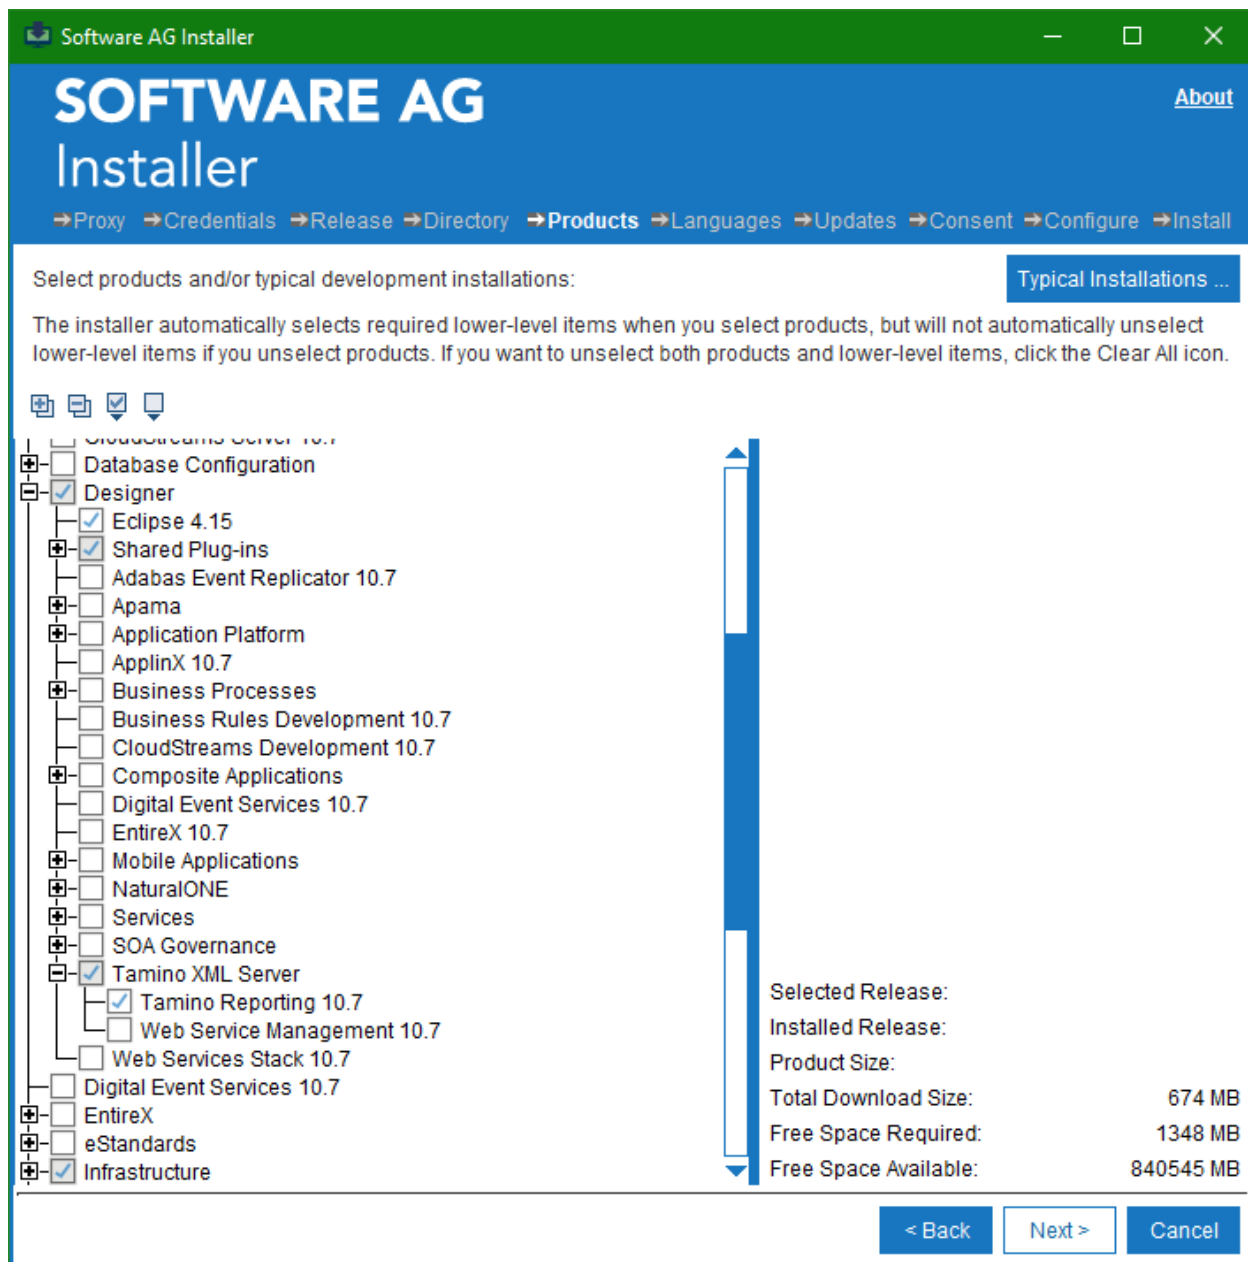 Software AG Installer
SOFTWARE AG
About
Installer
Proxy Credentials Release Directory Products Languages Updates Consent Configure Install
Select products and/or typical development installations:
Typical Installations ...
The installer automatically selects required lower-level items when you select products, but will not automatically unselect
lower-level items if you unselect products. If you want to unselect both products and lower-level items, click the Clear All icon.
CloudStreams Server 10.7
Database Configuration
Designer
Eclipse 4.15
Shared Plug-ins
Adabas Event Replicator 10.7
Apama
Application Platform
ApplinX 10.7
Business Processes
Business Rules Development 10.7
CloudStreams Development 10.7
Composite Applications
Digital Event Services 10.7
EntireX 10.7
Mobile Applications
NaturalONE
Services
SOA Governance
Tamino XML Server
Tamino Reporting 10.7
Web Service Management 10.7
Web Services Stack 10.7
Digital Event Services 10.7
EntireX
eStandards
Infrastructure
Selected Release:
Installed Release:
Product Size:
Total Download Size: 674 MB
Free Space Required: 1348 MB
Free Space Available: 840545 MB
< Back
Next >
Cancel